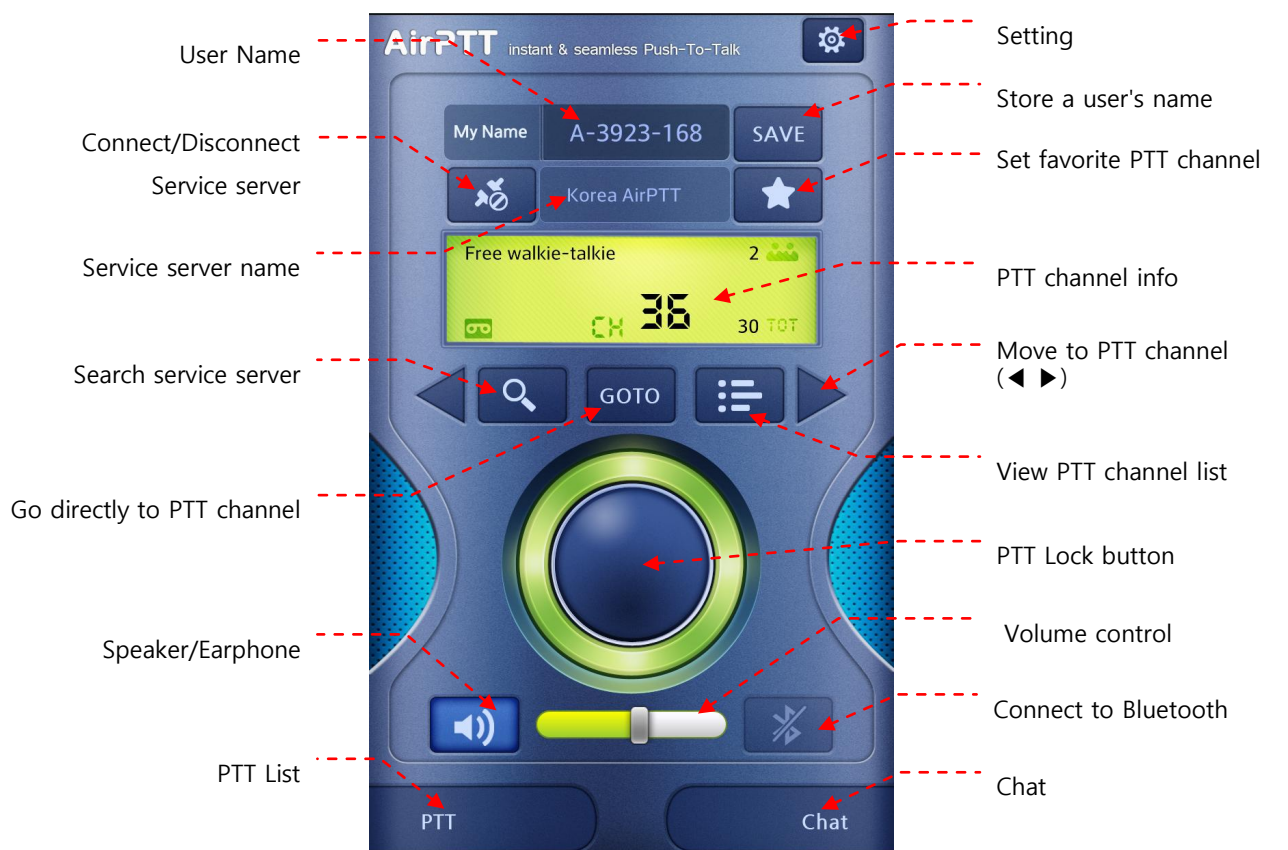 AirPTT instant & seamless Push-To-Talk
Setting
User Name
Store a user's name
My Name A-3923-168 SAVE
Connect/Disconnect
Service server
Set favorite PTT channel
Korea AirPTT
Service server name
Free walkie-talkie 2
PTT channel info
CH 36 30 TOT
Move to PTT channel
(◀ ▶)
Search service server
GOTO
View PTT channel list
Go directly to PTT channel
PTT Lock button
Speaker/Earphone
Volume control
Connect to Bluetooth
PTT List
Chat
PTT
Chat